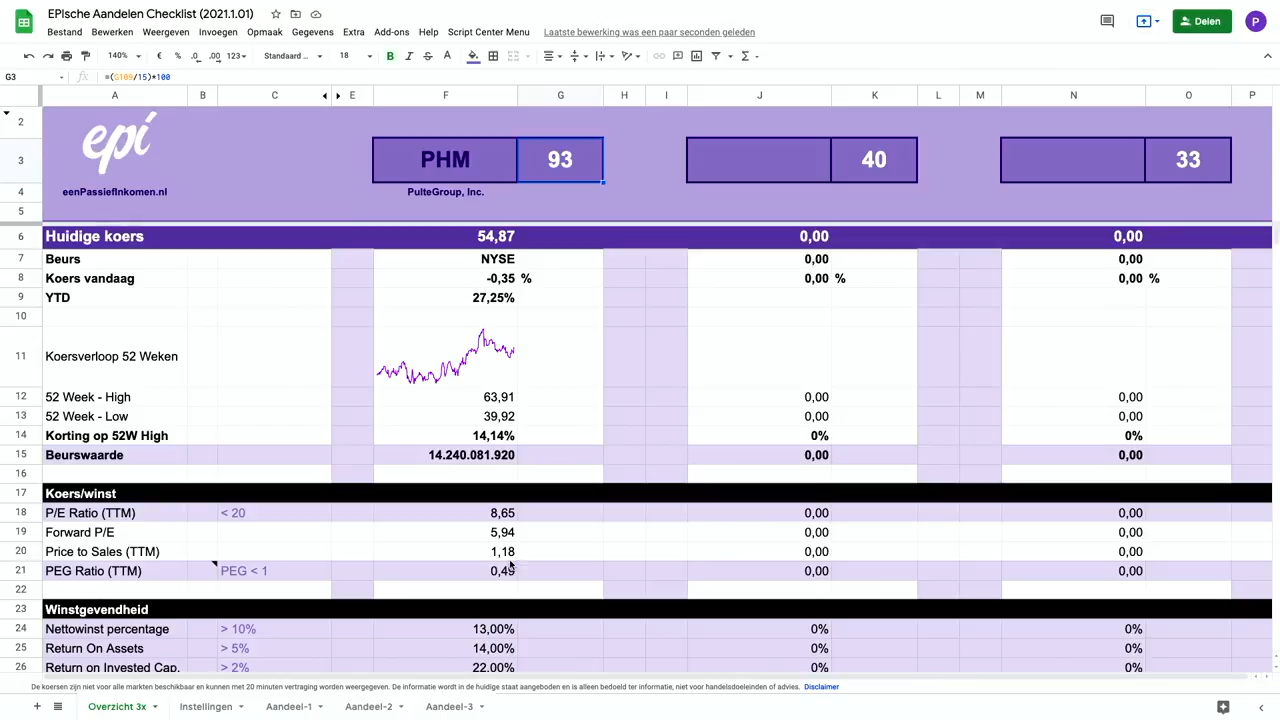 EPIsche Aandelen Checklist (2021.1.01)
Bestand Bewerken Weergeven Invoegen Opmaak Gegevens Extra Add-ons Help Script Center Menu Laatste bewerking was een paar seconden geleden
Delen P
140% € % .0 .00 123 Standaard ... 18 B I S A Σ
G3 fx =(G109/15)*100
A B C E F G H I J K L M N O P
2 epi
3 PHM 93 40 33
4 eenPassiefInkomen.nl PulteGroup, Inc.
5
6 Huidige koers 54,87 0,00 0,00
7 Beurs NYSE 0,00 0,00
8 Koers vandaag -0,35 % 0,00 % 0,00 %
9 YTD 27,25%
10
11 Koersverloop 52 Weken
12 52 Week - High 63,91 0,00 0,00
13 52 Week - Low 39,92 0,00 0,00
14 Korting op 52W High 14,14% 0% 0%
15 Beurswaarde 14.240.081.920 0,00 0,00
16
17 Koers/winst
18 P/E Ratio (TTM) < 20 8,65 0,00 0,00
19 Forward P/E 5,94 0,00 0,00
20 Price to Sales (TTM) 1,18 0,00 0,00
21 PEG Ratio (TTM) PEG < 1 0,49 0,00 0,00
22
23 Winstgevendheid
24 Nettowinst percentage > 10% 13,00% 0% 0%
25 Return On Assets > 5% 14,00% 0% 0%
26 Return on Invested Cap. > 2% 22,00% 0% 0%
De koersen zijn niet voor alle markten beschikbaar en kunnen met 20 minuten vertraging worden weergegeven. De informatie wordt in de huidige staat aangeboden en is alleen bedoeld ter informatie, niet voor handelsdoeleinden of advies. Disclaimer
Overzicht 3x Instellingen Aandeel-1 Aandeel-2 Aandeel-3